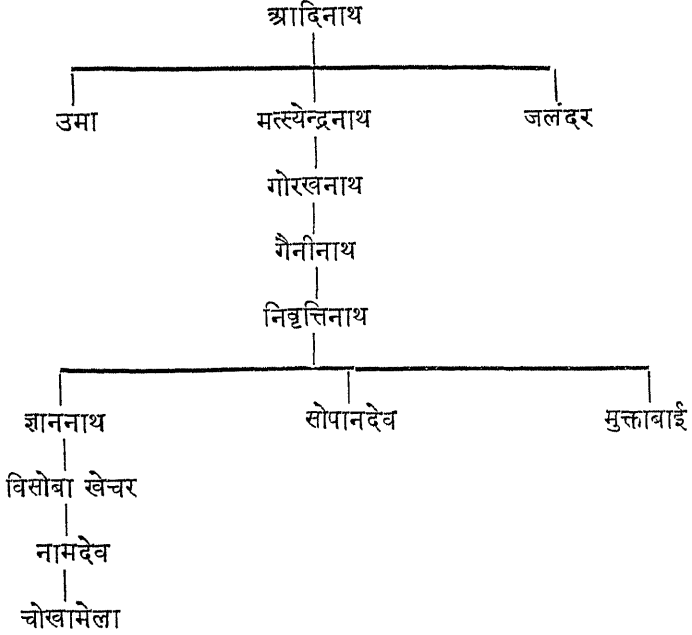 आदिनाथ
उमा मत्स्येन्द्रनाथ जलंदर
गोरखनाथ
गैनीनाथ
निवृत्तिनाथ
ज्ञाननाथ सोपानदेव मुक्ताबाई
विसोबा खेचर
नामदेव
चोखामेला